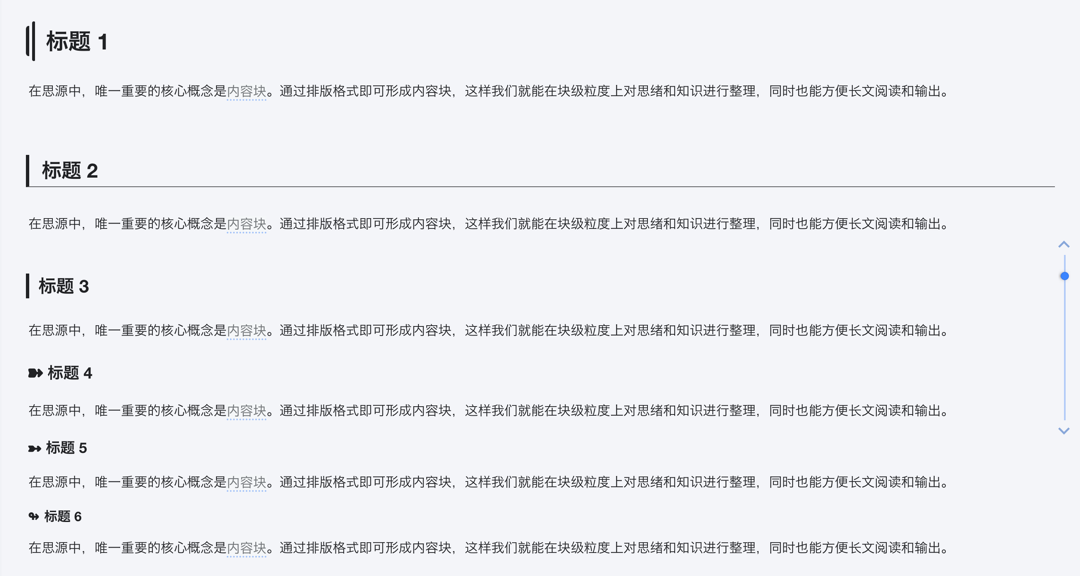 标题 1
在思源中，唯一重要的核心概念是内容块。通过排版格式即可形成内容块，这样我们就能在块级粒度上对思绪和知识进行整理，同时也能方便长文阅读和输出。
标题 2
在思源中，唯一重要的核心概念是内容块。通过排版格式即可形成内容块，这样我们就能在块级粒度上对思绪和知识进行整理，同时也能方便长文阅读和输出。
标题 3
在思源中，唯一重要的核心概念是内容块。通过排版格式即可形成内容块，这样我们就能在块级粒度上对思绪和知识进行整理，同时也能方便长文阅读和输出。
➽ 标题 4
在思源中，唯一重要的核心概念是内容块。通过排版格式即可形成内容块，这样我们就能在块级粒度上对思绪和知识进行整理，同时也能方便长文阅读和输出。
➳ 标题 5
在思源中，唯一重要的核心概念是内容块。通过排版格式即可形成内容块，这样我们就能在块级粒度上对思绪和知识进行整理，同时也能方便长文阅读和输出。
↬ 标题 6
在思源中，唯一重要的核心概念是内容块。通过排版格式即可形成内容块，这样我们就能在块级粒度上对思绪和知识进行整理，同时也能方便长文阅读和输出。